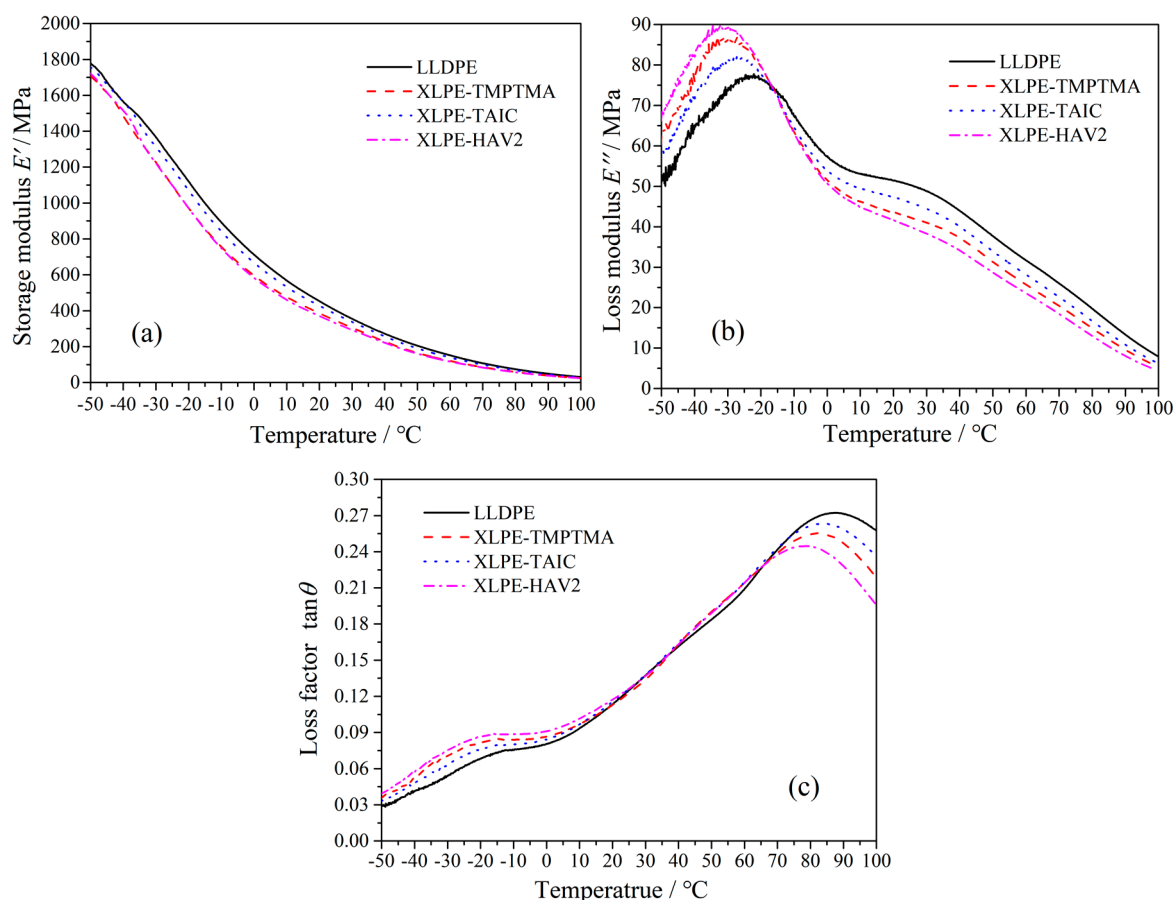 2000
1800
1600
1400
1200
1000
800
600
400
200
0
Storage modulus E′ / MPa
LLDPE
XLPE-TMPTMA
XLPE-TAIC
XLPE-HAV2
(a)
-50 -40 -30 -20 -10 0 10 20 30 40 50 60 70 80 90 100
Temperature / °C
90
80
70
60
50
40
30
20
10
0
Loss modulus E″ / MPa
LLDPE
XLPE-TMPTMA
XLPE-TAIC
XLPE-HAV2
(b)
-50 -40 -30 -20 -10 0 10 20 30 40 50 60 70 80 90 100
Temperature / °C
0.30
0.27
0.24
0.21
0.18
0.15
0.12
0.09
0.06
0.03
0.00
Loss factor tanθ
LLDPE
XLPE-TMPTMA
XLPE-TAIC
XLPE-HAV2
(c)
-50 -40 -30 -20 -10 0 10 20 30 40 50 60 70 80 90 100
Temperatrue / °C